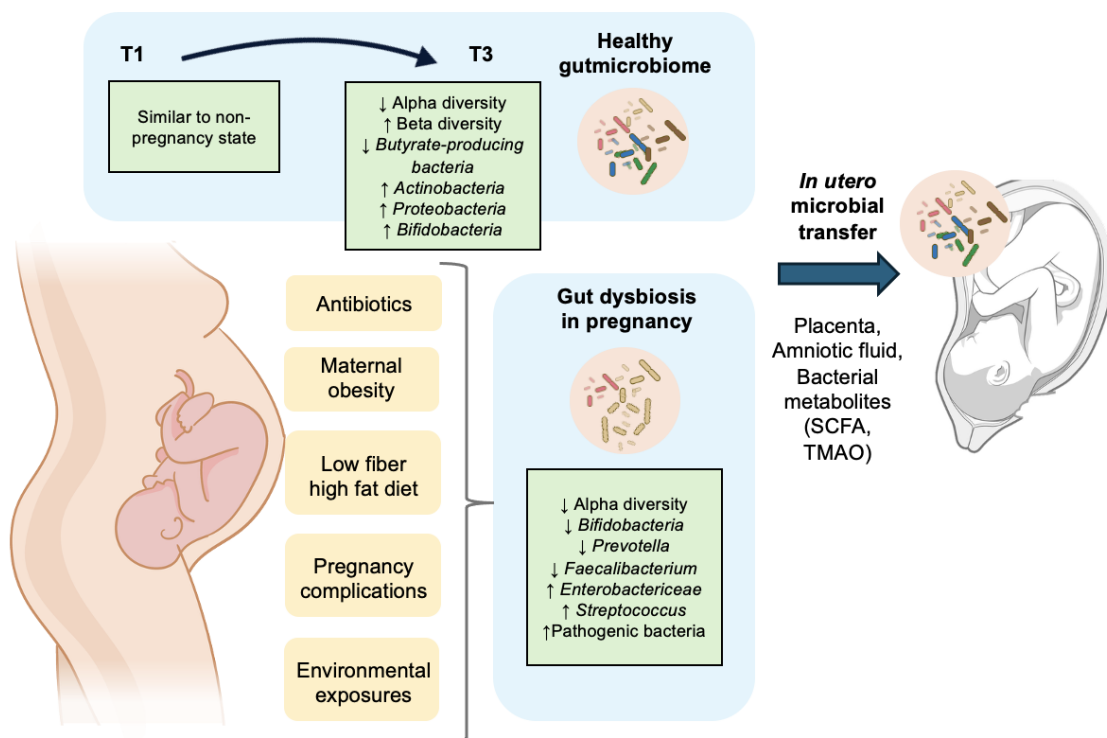 T1
T3
Healthy
gutmicrobiome
Similar to non-
pregnancy state
↓ Alpha diversity
↑ Beta diversity
↓ Butyrate-producing
bacteria
↑ Actinobacteria
↑ Proteobacteria
↑ Bifidobacteria
Antibiotics
Maternal
obesity
Low fiber
high fat diet
Pregnancy
complications
Environmental
exposures
Gut dysbiosis
in pregnancy
↓ Alpha diversity
↓ Bifidobacteria
↓ Prevotella
↓ Faecalibacterium
↑ Enterobactericeae
↑ Streptococcus
↑Pathogenic bacteria
In utero
microbial
transfer
Placenta,
Amniotic fluid,
Bacterial
metabolites
(SCFA,
TMAO)